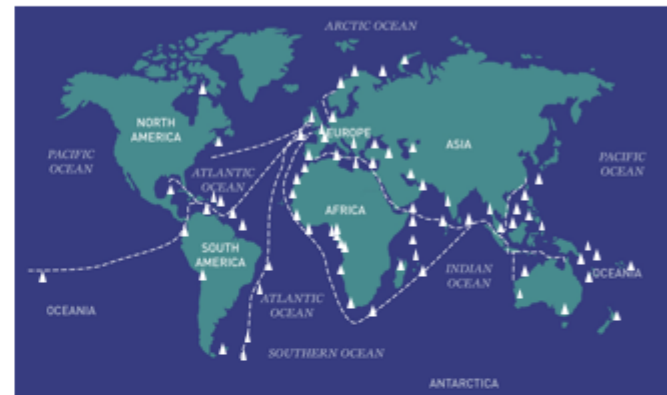 ARCTIC OCEAN
NORTH
AMERICA
EUROPE
ASIA
PACIFIC
OCEAN
ATLANTIC
OCEAN
PACIFIC
OCEAN
AFRICA
SOUTH
AMERICA
INDIAN
OCEAN
OCEANIA
ATLANTIC
OCEAN
OCEANIA
SOUTHERN OCEAN
ANTARCTICA